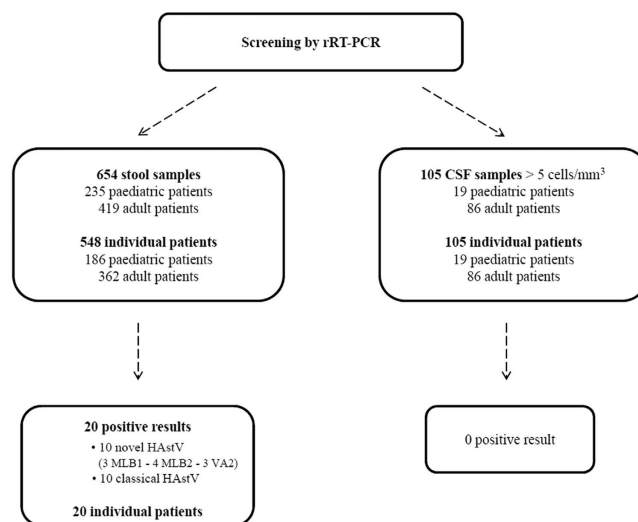 Screening by rRT-PCR
654 stool samples
235 paediatric patients
419 adult patients
548 individual patients
186 paediatric patients
362 adult patients
105 CSF samples > 5 cells/mm³
19 paediatric patients
86 adult patients
105 individual patients
19 paediatric patients
86 adult patients
20 positive results
• 10 novel HAstV
(3 MLB1 - 4 MLB2 - 3 VA2)
• 10 classical HAstV
20 individual patients
0 positive result